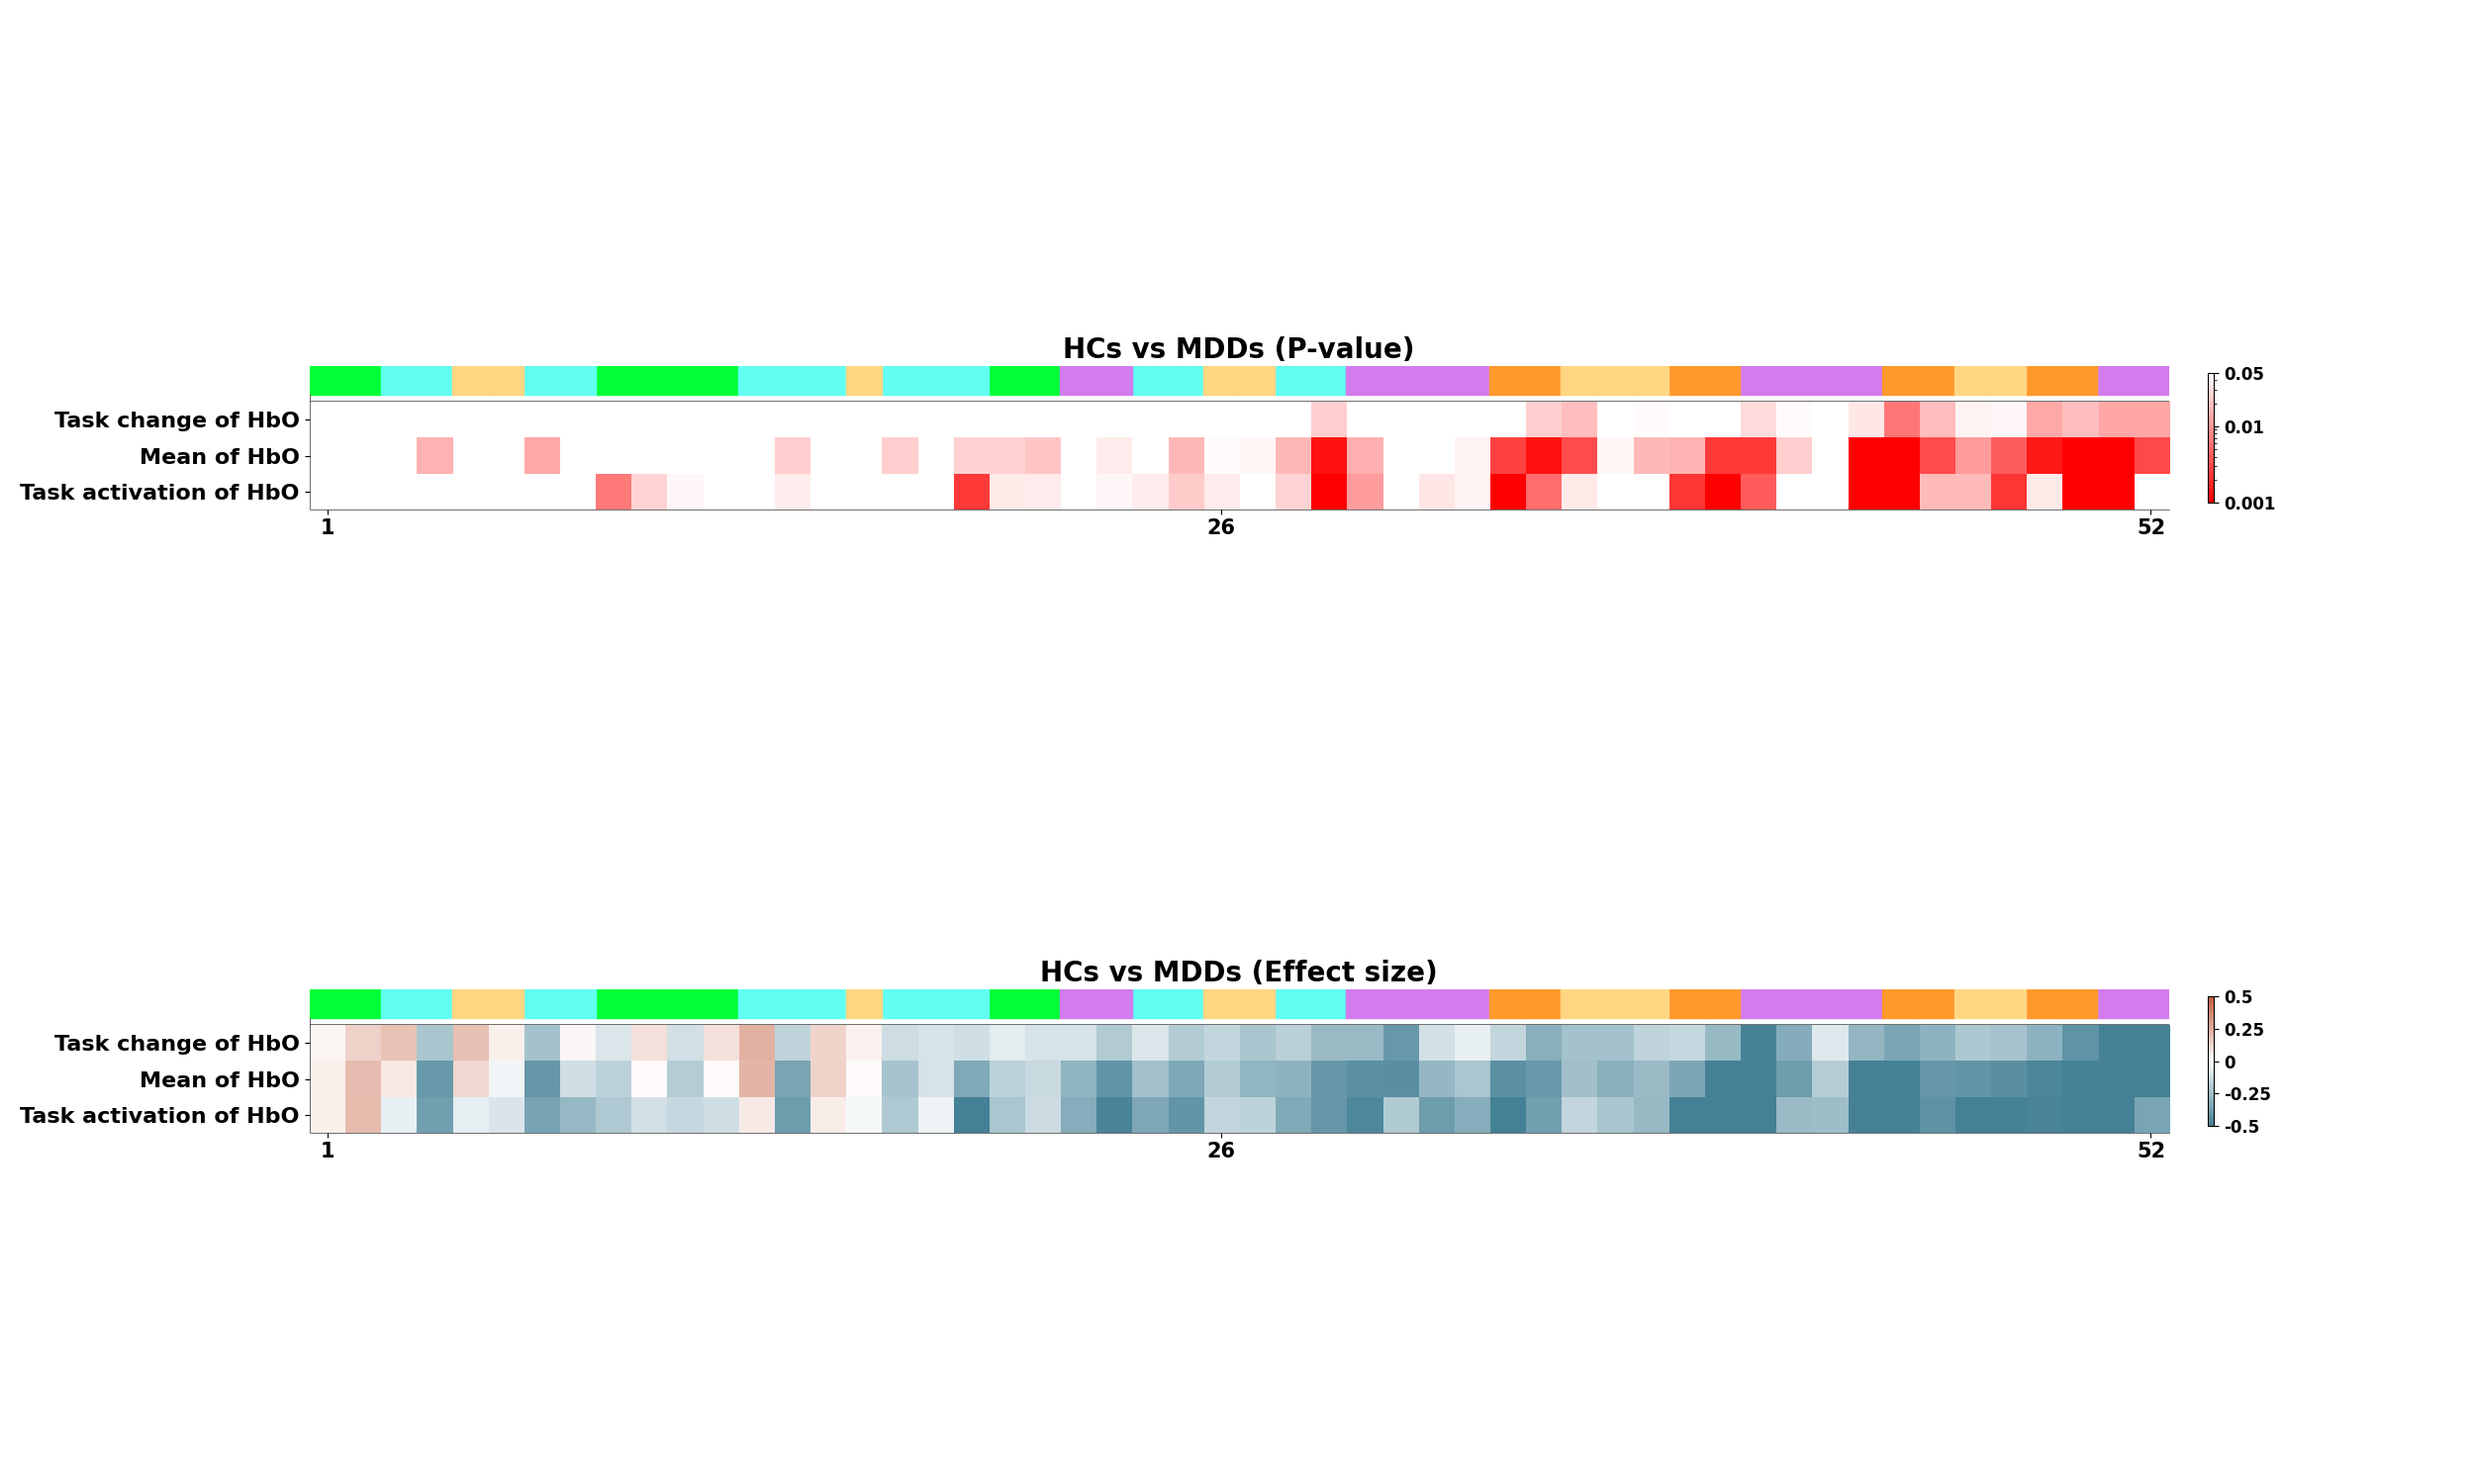 HCs vs MDDs (P-value)
Task change of HbO
Mean of HbO
Task activation of HbO
1 26 52
0.05
0.01
0.001
HCs vs MDDs (Effect size)
Task change of HbO
Mean of HbO
Task activation of HbO
1 26 52
0.5
0.25
0
-0.25
-0.5